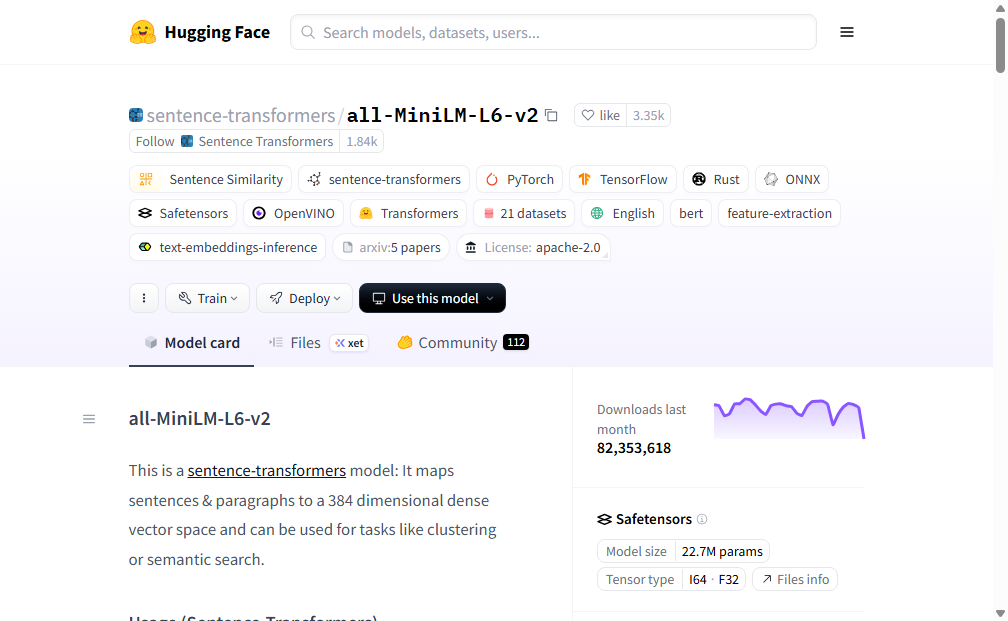 Hugging Face
Search models, datasets, users...
sentence-transformers/all-MiniLM-L6-v2 like 3.35k
Follow Sentence Transformers 1.84k
Sentence Similarity sentence-transformers PyTorch TensorFlow Rust ONNX
Safetensors OpenVINO Transformers 21 datasets English bert feature-extraction
text-embeddings-inference arxiv:5 papers License: apache-2.0
Train Deploy Use this model
Model card Files xet Community 112
all-MiniLM-L6-v2
This is a sentence-transformers model: It maps
sentences & paragraphs to a 384 dimensional dense
vector space and can be used for tasks like clustering
or semantic search.
Usage (Sentence-Transformers)
Downloads last
month
82,353,618
Safetensors
Model size 22.7M params
Tensor type I64 · F32 Files info